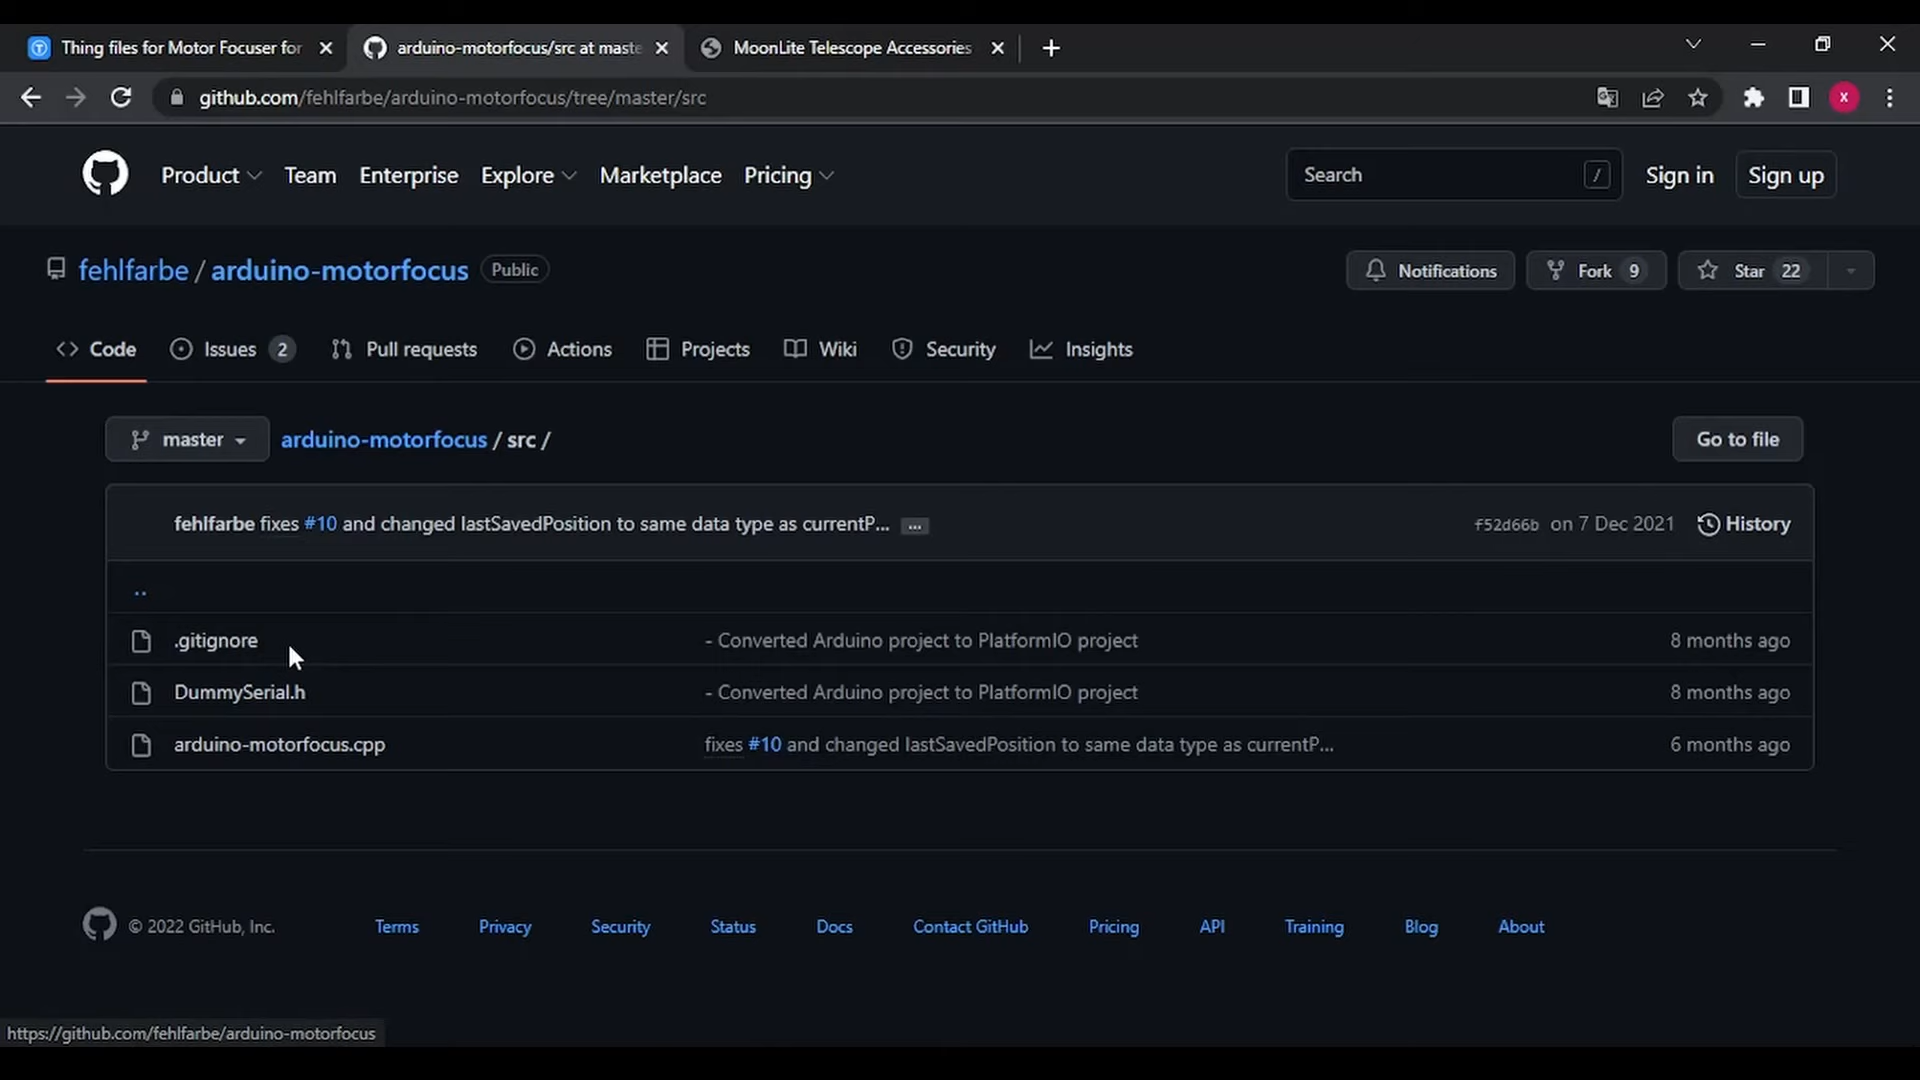 Thing files for Motor Focuser for
arduino-motorfocus/src at maste
MoonLite Telescope Accessories
github.com/fehlfarbe/arduino-motorfocus/tree/master/src
X
Product Team Enterprise Explore Marketplace Pricing
Search /
Sign in Sign up
fehlfarbe / arduino-motorfocus Public
Notifications Fork 9 Star 22
<> Code Issues 2 Pull requests Actions Projects Wiki Security Insights
master arduino-motorfocus / src /
Go to file
fehlfarbe fixes #10 and changed lastSavedPosition to same data type as currentP... ...
f52d66b on 7 Dec 2021 History
..
.gitignore - Converted Arduino project to PlatformIO project 8 months ago
DummySerial.h - Converted Arduino project to PlatformIO project 8 months ago
arduino-motorfocus.cpp fixes #10 and changed lastSavedPosition to same data type as currentP... 6 months ago
© 2022 GitHub, Inc. Terms Privacy Security Status Docs Contact GitHub Pricing API Training Blog About
https://github.com/fehlfarbe/arduino-motorfocus